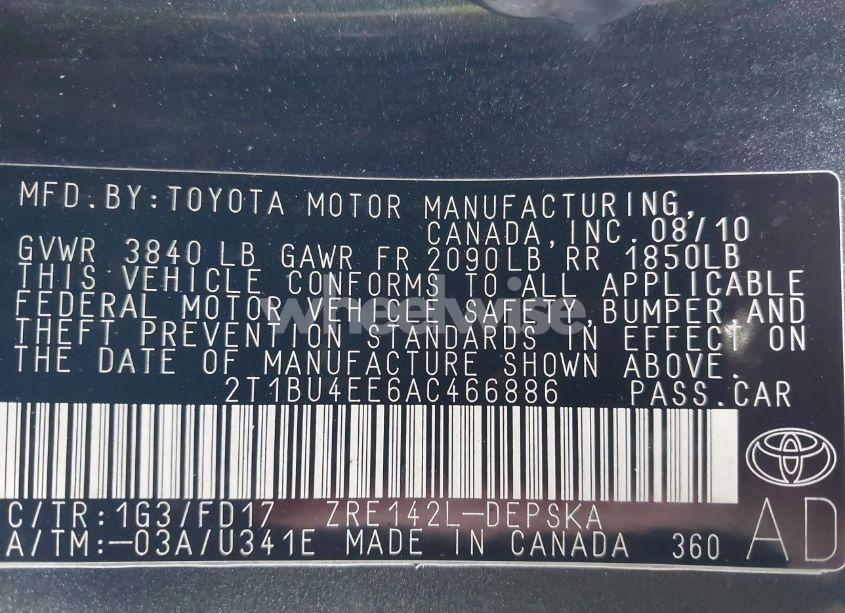 MFD.BY:TOYOTA MOTOR MANUFACTURING,
CANADA,INC. 08/10
GVWR 3840 LB GAWR FR 2090LB RR 1850LB
THIS VEHICLE CONFORMS TO ALL APPLICABLE
FEDERAL MOTOR VEHICLE SAFETY,BUMPER,AND
THEFT PREVENTION STANDARDS IN EFFECT ON
THE DATE OF MANUFACTURE SHOWN ABOVE.
wheelwise
2T1BU4EE6AC466886 PASS.CAR
C/TR:1G3/FD17 ZRE142L-DEPSKA
A/TM:-03A/U341E MADE IN CANADA 360
AD